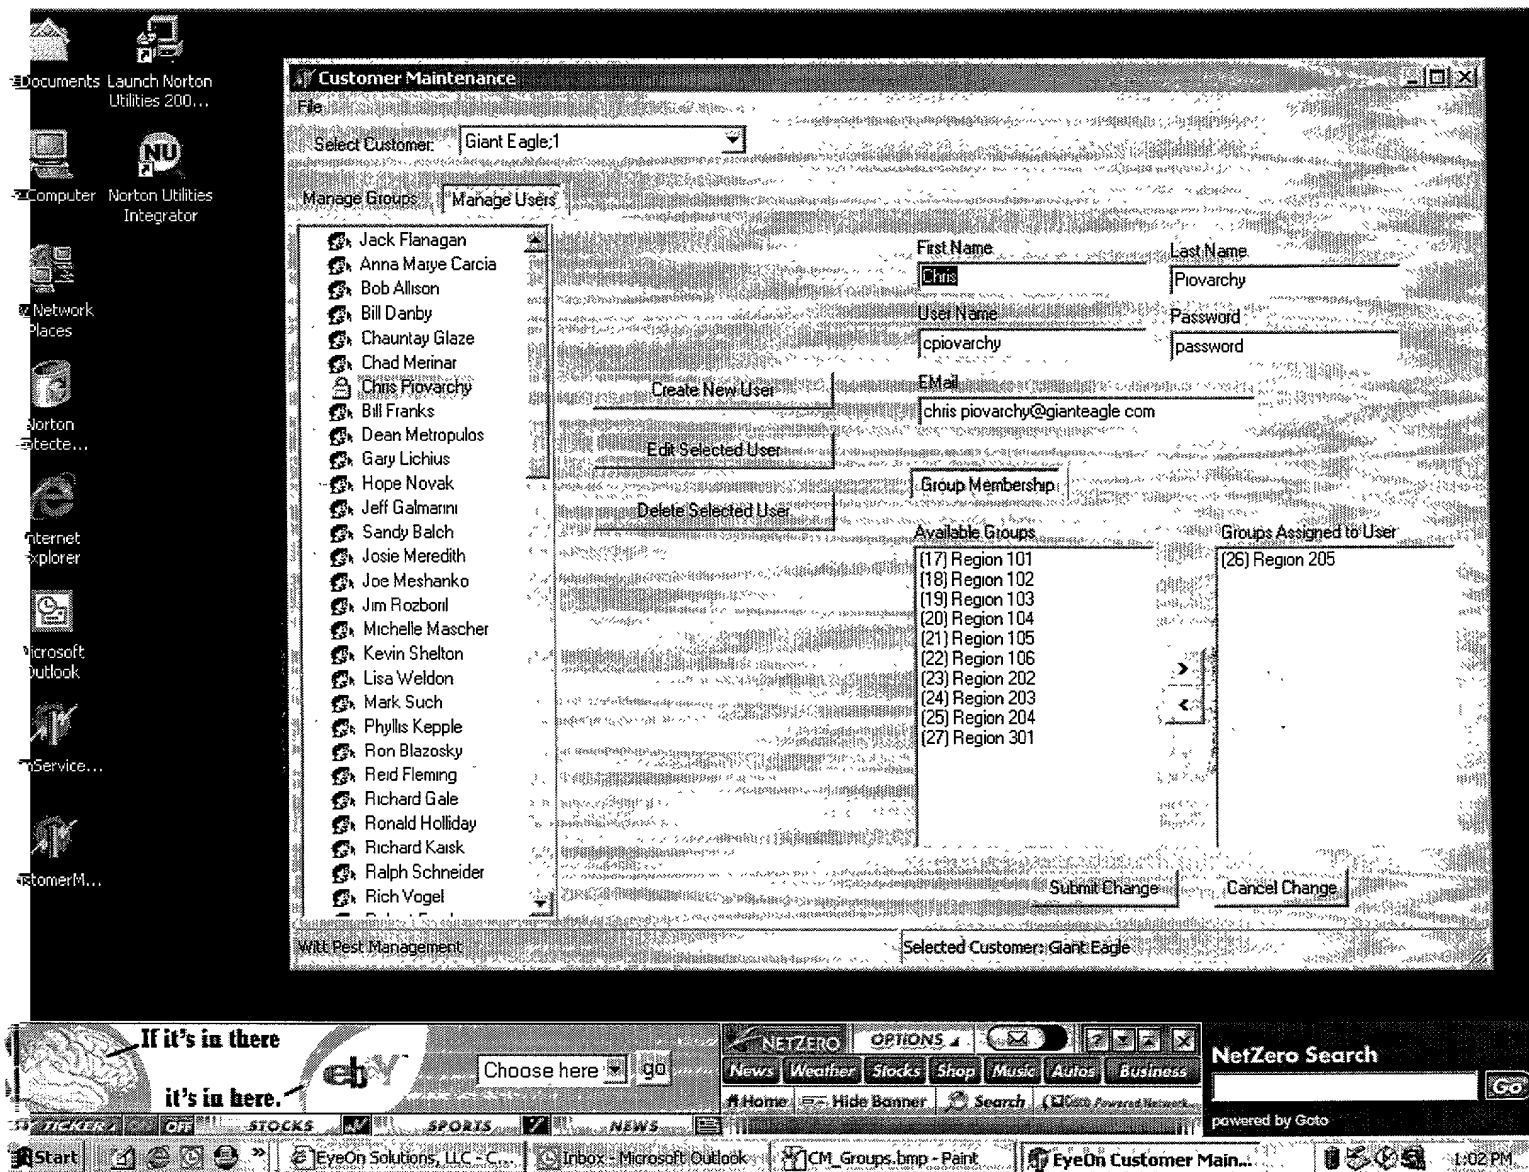 Documents
Launch Norton
Utilities 200...
Computer
Norton Utilities
Integrator
Network
Places
Norton
Internet
Explorer
Microsoft
Outlook
Customer Maintenance
File
Select Customer:
Giant Eagle;1
Manage Groups
Manage Users
Jack Flanagan
Anna Marye Carcia
Bob Allison
Bill Danby
Chauntay Glaze
Chad Merinar
Chris Piovarchy
Bill Franks
Dean Metropulos
Gary Lichius
Hope Novak
Jeff Galmarini
Sandy Balch
Josie Meredith
Joe Meshanko
Jim Rozboril
Michelle Mascher
Kevin Shelton
Lisa Weldon
Mark Such
Phyllis Kepple
Ron Blazosky
Reid Fleming
Richard Gale
Ronald Holliday
Richard Kaisk
Ralph Schneider
Rich Vogel
Create New User
Edit Selected User
Delete Selected User
First Name
Last Name
Chris
Piovarchy
User Name
Password
cpiovarchy
password
EMail
chris piovarchy@gianteagle com
Group Membership
Available Groups
Groups Assigned to User
(17) Region 101
(18) Region 102
(19) Region 103
(20) Region 104
(21) Region 105
(22) Region 106
(23) Region 202
(24) Region 203
(25) Region 204
(27) Region 301
(26) Region 205
>
<
Submit Change
Cancel Change
Witt Pest Management
Selected Customer: Giant Eagle
If it's in there
it's in here.
eby
Choose here
go
NETZERO
OPTIONS
News Weather Stocks Shop Music Autos Business
Home Hide Banner Search
NetZero Search
Go
powered by Goto
TICKER
OFF
STOCKS
SPORTS
NEWS
Start
EyeOn Solutions, LLC - C...
Inbox - Microsoft Outlook
CM_Groups.bmp - Paint
EyeOn Customer Main...
1:02 PM